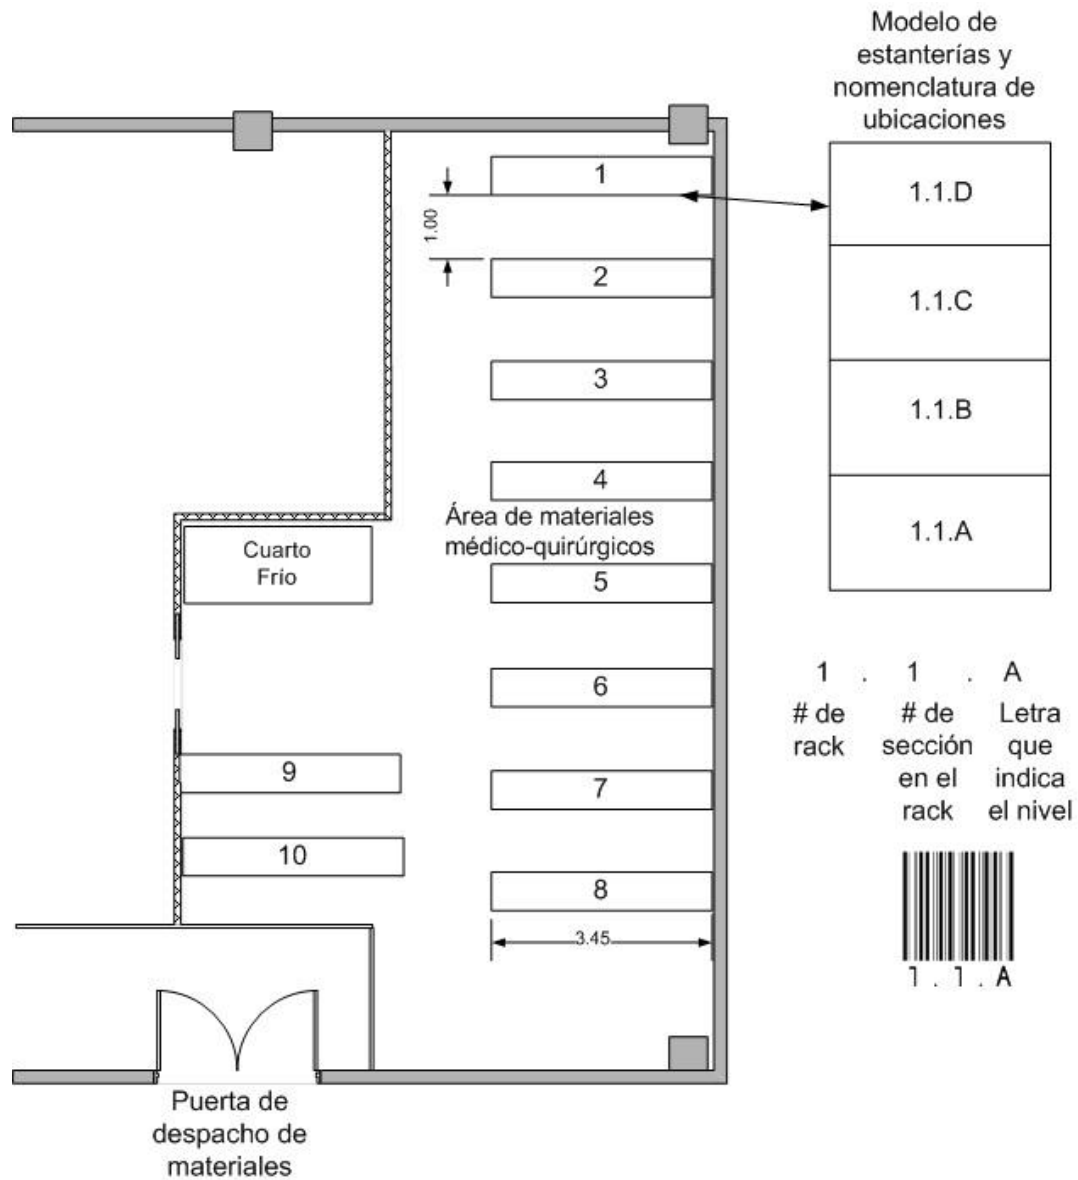 Modelo de
estanterías y
nomenclatura de
ubicaciones
1
1.1.D
1.00
2
1.1.C
3
1.1.B
4
Área de materiales
médico-quirúrgicos
1.1.A
Cuarto
Frío
5
6
1 . 1 . A
# de
rack
# de
sección
en el
rack
Letra
que
indica
el nivel
9
7
10
8
3.45
1 . 1 . A
Puerta de
despacho de
materiales